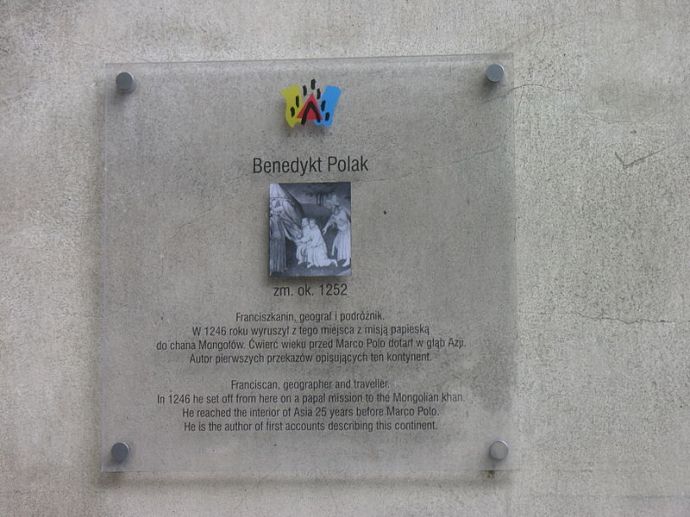 Benedykt Polak
zm. ok. 1252
Franciszkanin, geograf i podróżnik.
W 1246 roku wyruszył z tego miejsca z misją papieską
do chana Mongołów. Ćwierć wieku przed Marco Polo dotarł w głąb Azji.
Autor pierwszych przekazów opisujących ten kontynent.
Franciscan, geographer and traveller.
In 1246 he set off from here on a papal mission to the Mongolian khan.
He reached the interior of Asia 25 years before Marco Polo.
He is the author of first accounts describing this continent.